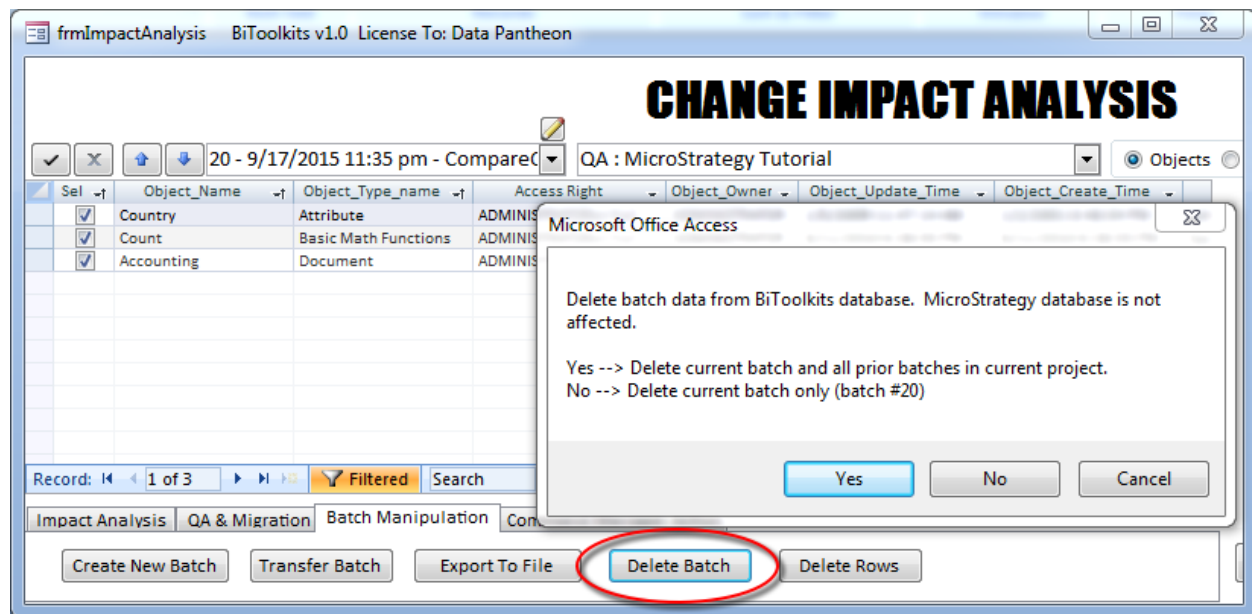 frmImpactAnalysis BiToolkits v1.0 License To: Data Pantheon
CHANGE IMPACT ANALYSIS
20 - 9/17/2015 11:35 pm - Compare
QA : MicroStrategy Tutorial
Objects
Sel Object_Name Object_Type_name Access Right Object_Owner Object_Update_Time Object_Create_Time
Country Attribute ADMINIS
Count Basic Math Functions ADMINIS
Accounting Document ADMINIS
Microsoft Office Access
Delete batch data from BiToolkits database. MicroStrategy database is not
affected.
Yes --> Delete current batch and all prior batches in current project.
No --> Delete current batch only (batch #20)
Yes No Cancel
Record: 1 of 3 Filtered Search
Impact Analysis QA & Migration Batch Manipulation
Create New Batch Transfer Batch Export To File Delete Batch Delete Rows